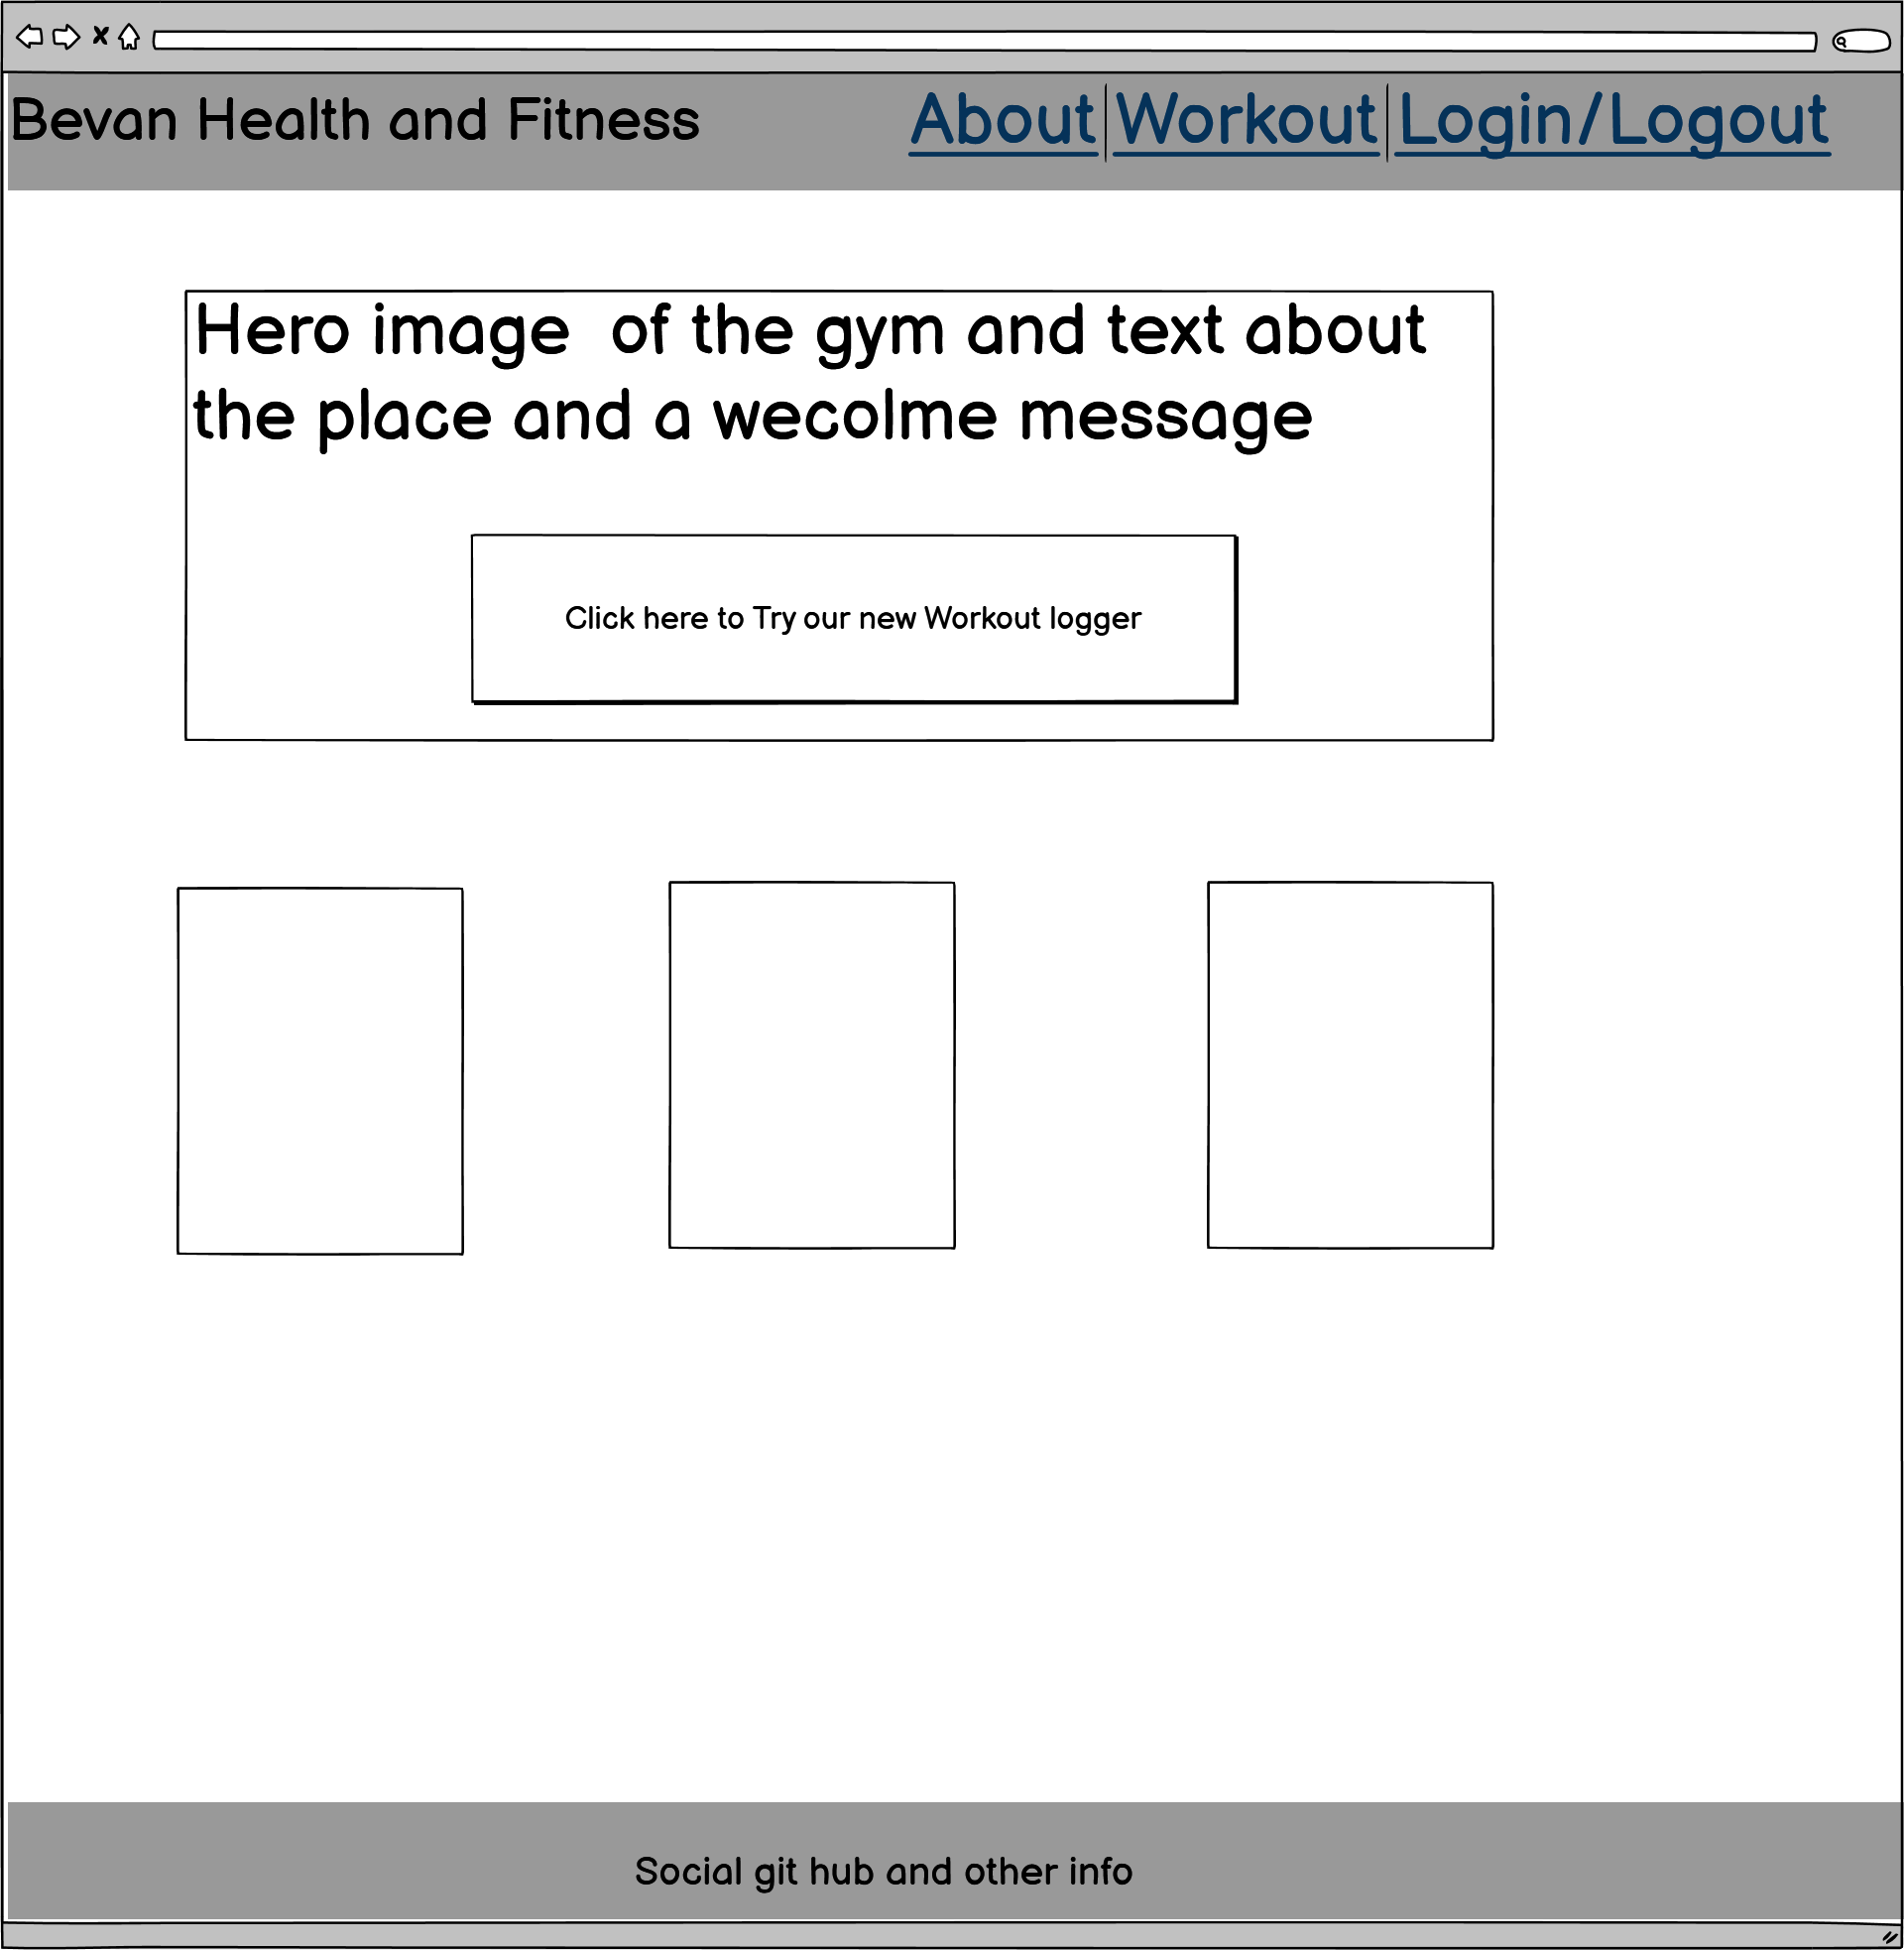 Bevan Health and Fitness
About Workout Login/Logout
Hero image of the gym and text about
the place and a wecolme message
Click here to Try our new Workout logger
Social git hub and other info